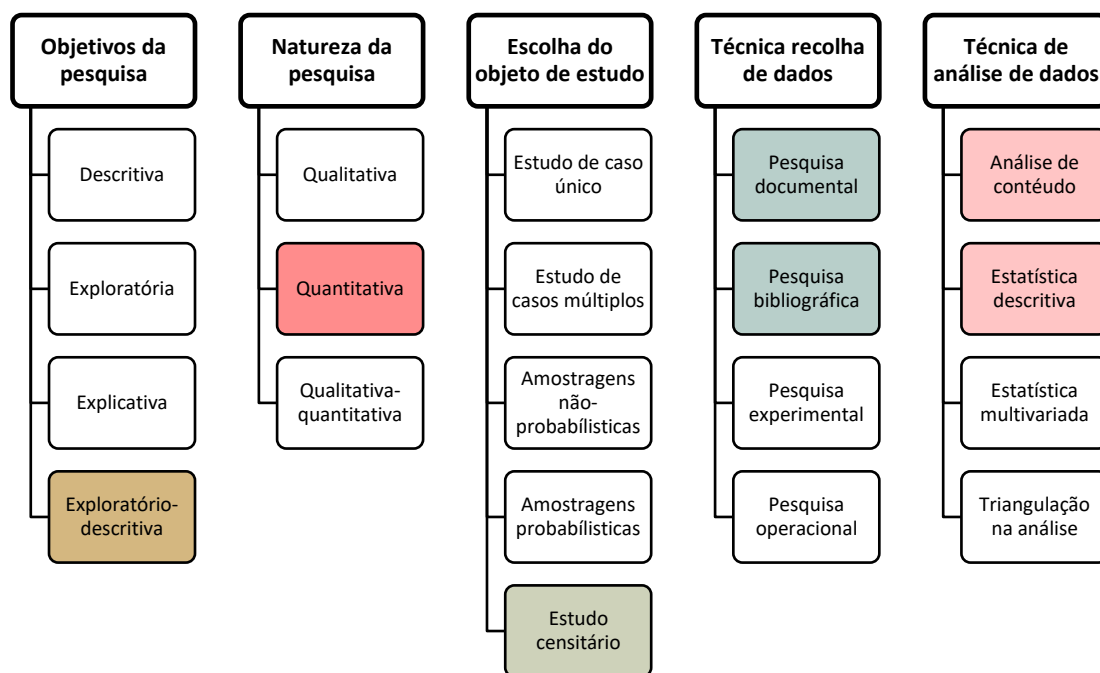 Objetivos da
pesquisa
Descritiva
Exploratória
Explicativa
Exploratório-
descritiva
Natureza da
pesquisa
Qualitativa
Quantitativa
Qualitativa-
quantitativa
Escolha do
objeto de estudo
Estudo de caso
único
Estudo de
casos múltiplos
Amostragens
não-
probabílisticas
Amostragens
probabílisticas
Estudo
censitário
Técnica recolha
de dados
Pesquisa
documental
Pesquisa
bibliográfica
Pesquisa
experimental
Pesquisa
operacional
Técnica de
análise de dados
Análise de
contéudo
Estatística
descritiva
Estatística
multivariada
Triangulação
na análise